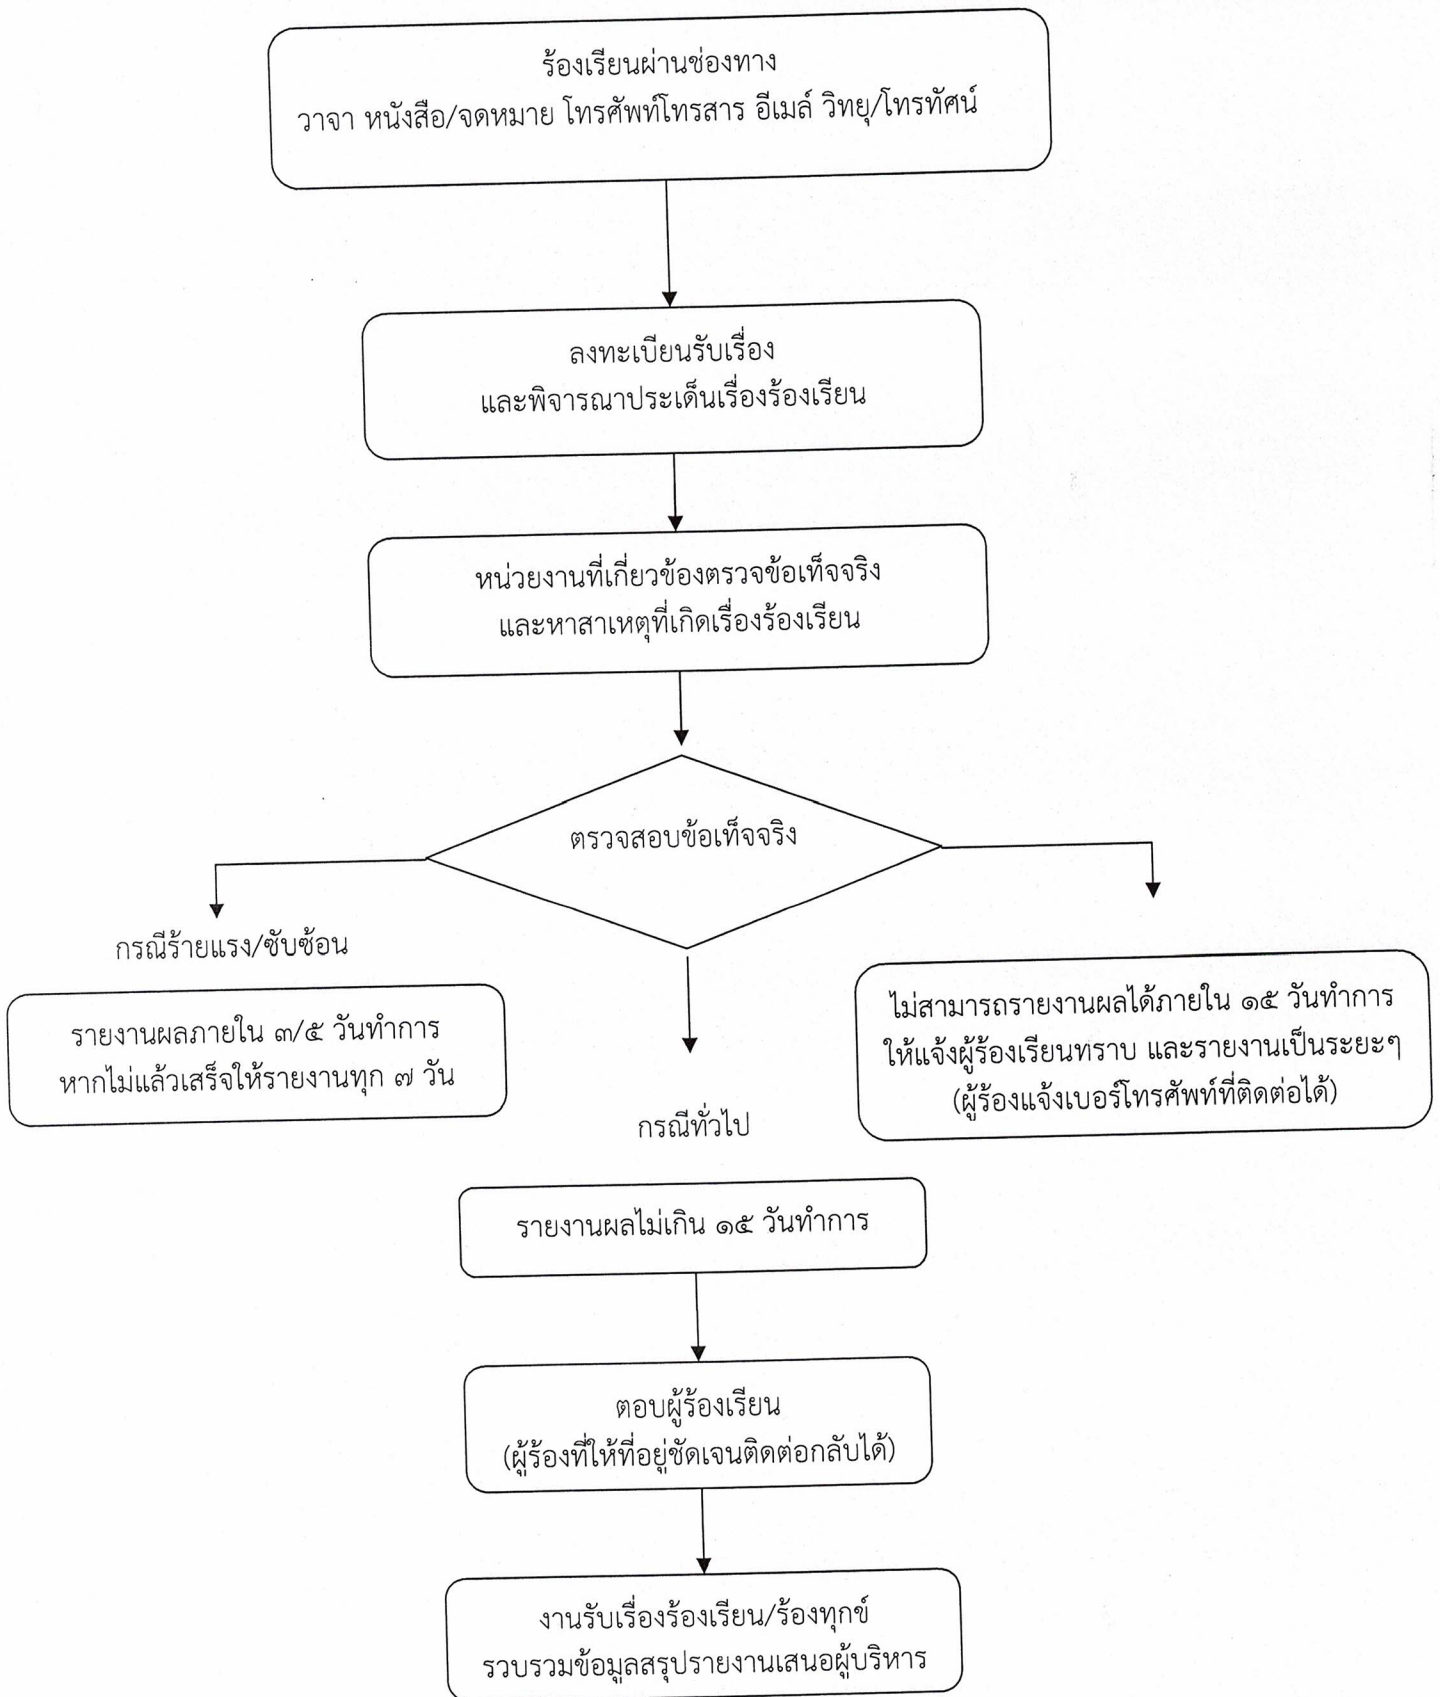 ร้องเรียนผ่านช่องทาง
วาจา หนังสือ/จดหมาย โทรศัพท์โทรสาร อีเมล์ วิทยุ/โทรทัศน์
ลงทะเบียนรับเรื่อง
และพิจารณาประเด็นเรื่องร้องเรียน
หน่วยงานที่เกี่ยวข้องตรวจข้อเท็จจริง
และหาสาเหตุที่เกิดเรื่องร้องเรียน
ตรวจสอบข้อเท็จจริง
กรณีร้ายแรง/ซับซ้อน
รายงานผลภายใน ๓/๕ วันทำการ
หากไม่แล้วเสร็จให้รายงานทุก ๗ วัน
ไม่สามารถรายงานผลได้ภายใน ๑๕ วันทำการ
ให้แจ้งผู้ร้องเรียนทราบ และรายงานเป็นระยะๆ
(ผู้ร้องแจ้งเบอร์โทรศัพท์ที่ติดต่อได้)
กรณีทั่วไป
รายงานผลไม่เกิน ๑๕ วันทำการ
ตอบผู้ร้องเรียน
(ผู้ร้องที่ให้ที่อยู่ชัดเจนติดต่อกลับได้)
งานรับเรื่องร้องเรียน/ร้องทุกข์
รวบรวมข้อมูลสรุปรายงานเสนอผู้บริหาร